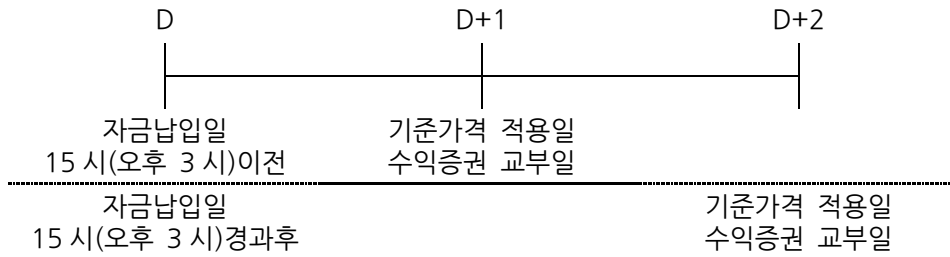 D D+1 D+2
자금납입일 기준가격 적용일
15 시(오후 3 시)이전 수익증권 교부일
자금납입일 기준가격 적용일
15 시(오후 3 시)경과후 수익증권 교부일